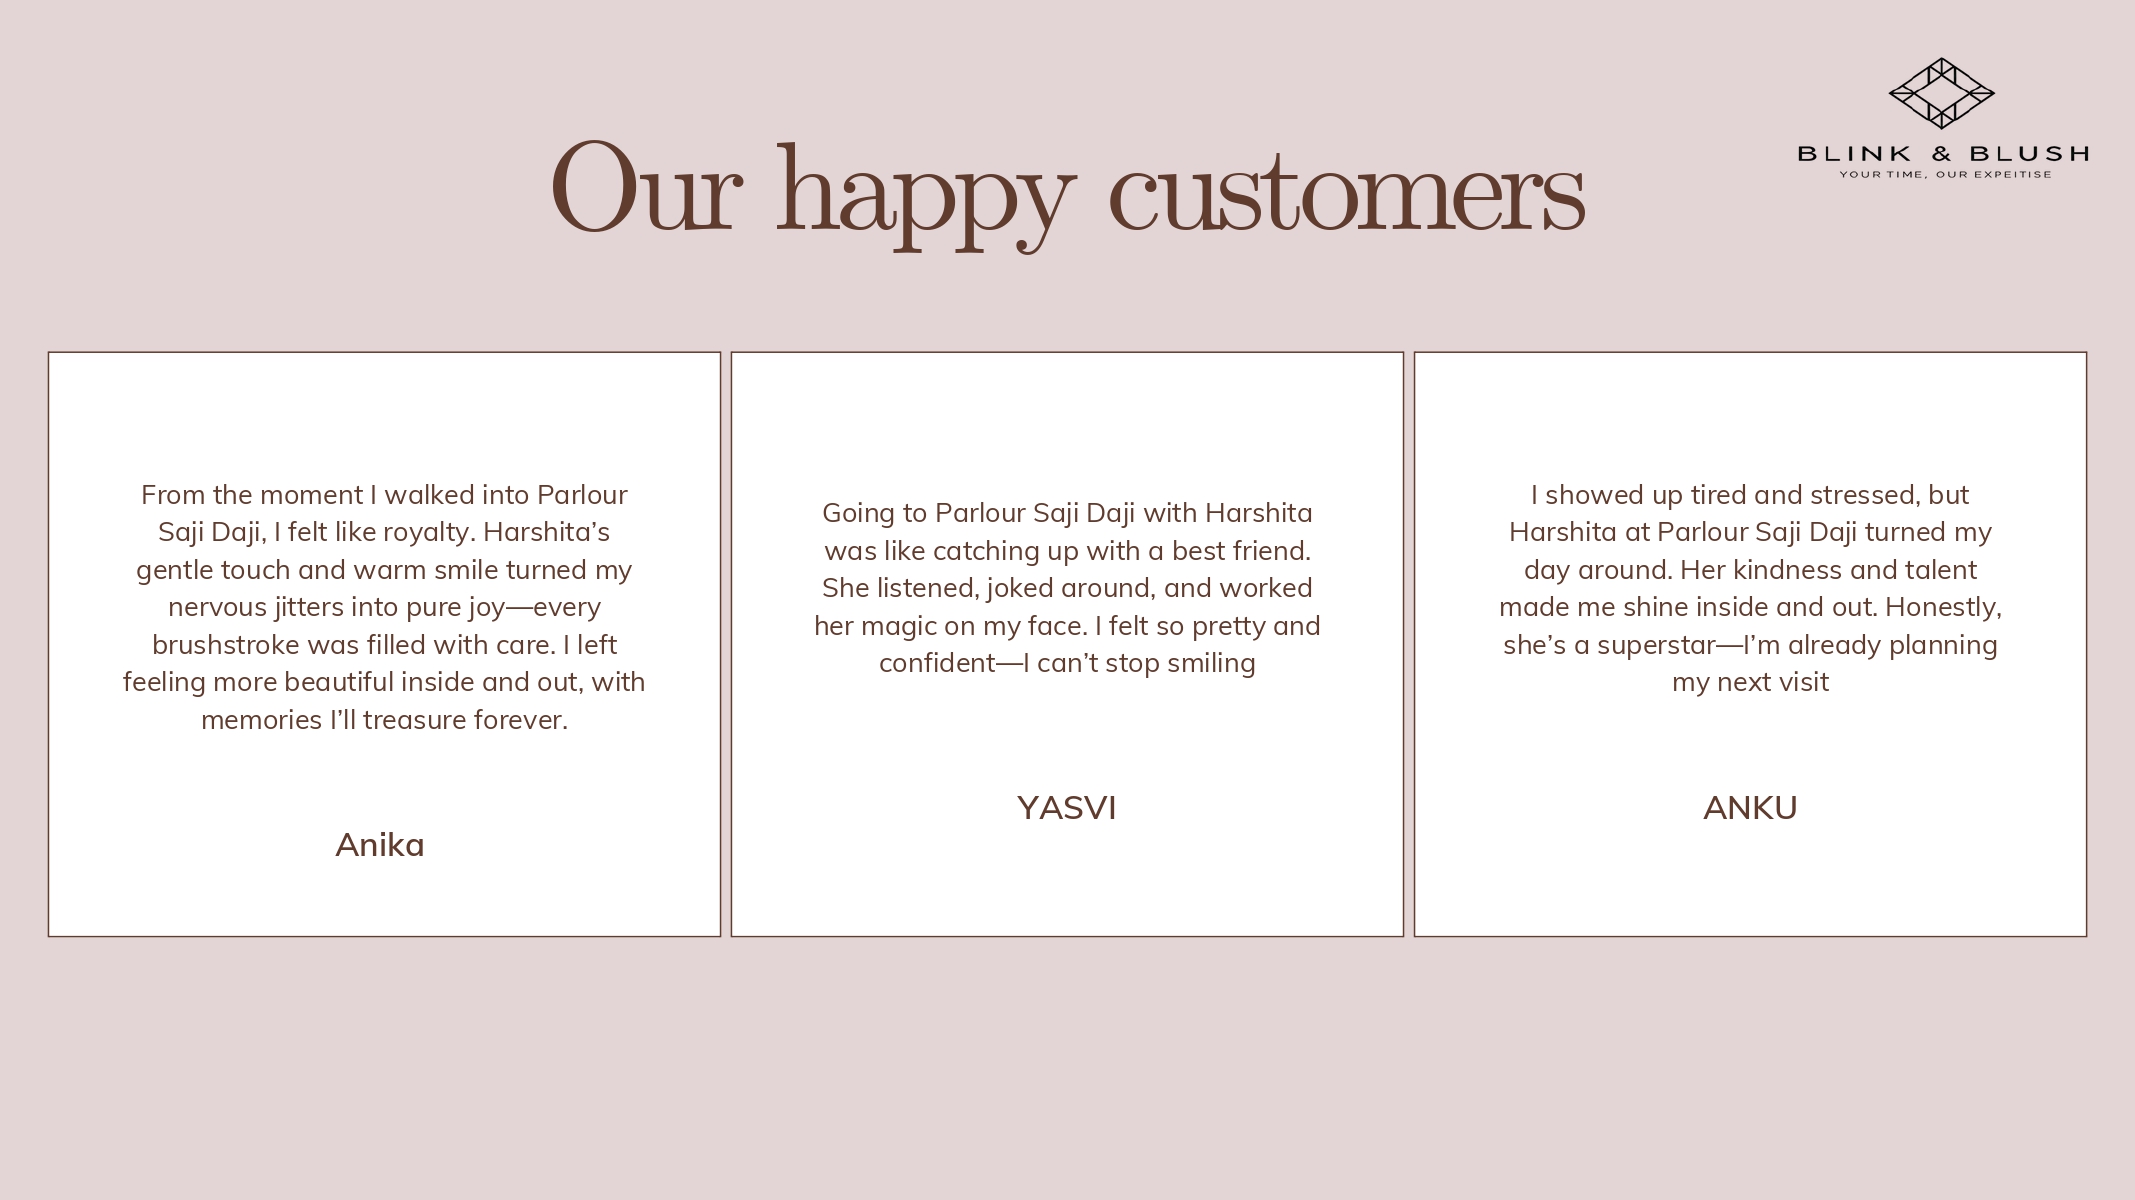 BLINK & BLUSH
YOUR TIME, OUR EXPEITISE
Our happy customers
From the moment I walked into Parlour
Saji Daji, I felt like royalty. Harshita’s
gentle touch and warm smile turned my
nervous jitters into pure joy—every
brushstroke was filled with care. I left
feeling more beautiful inside and out, with
memories I’ll treasure forever.
Anika
Going to Parlour Saji Daji with Harshita
was like catching up with a best friend.
She listened, joked around, and worked
her magic on my face. I felt so pretty and
confident—I can’t stop smiling
YASVI
I showed up tired and stressed, but
Harshita at Parlour Saji Daji turned my
day around. Her kindness and talent
made me shine inside and out. Honestly,
she’s a superstar—I’m already planning
my next visit
ANKU